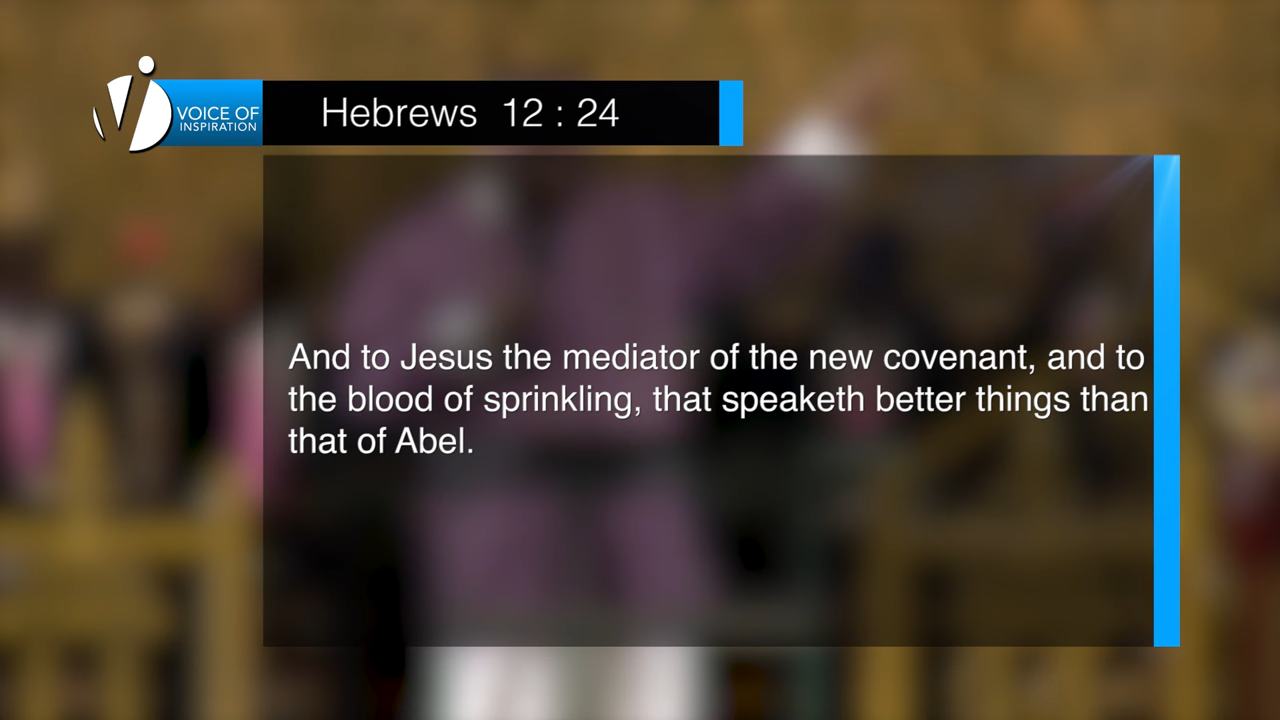 VOICE OF
INSPIRATION
Hebrews 12 : 24
And to Jesus the mediator of the new covenant, and to
the blood of sprinkling, that speaketh better things than
that of Abel.